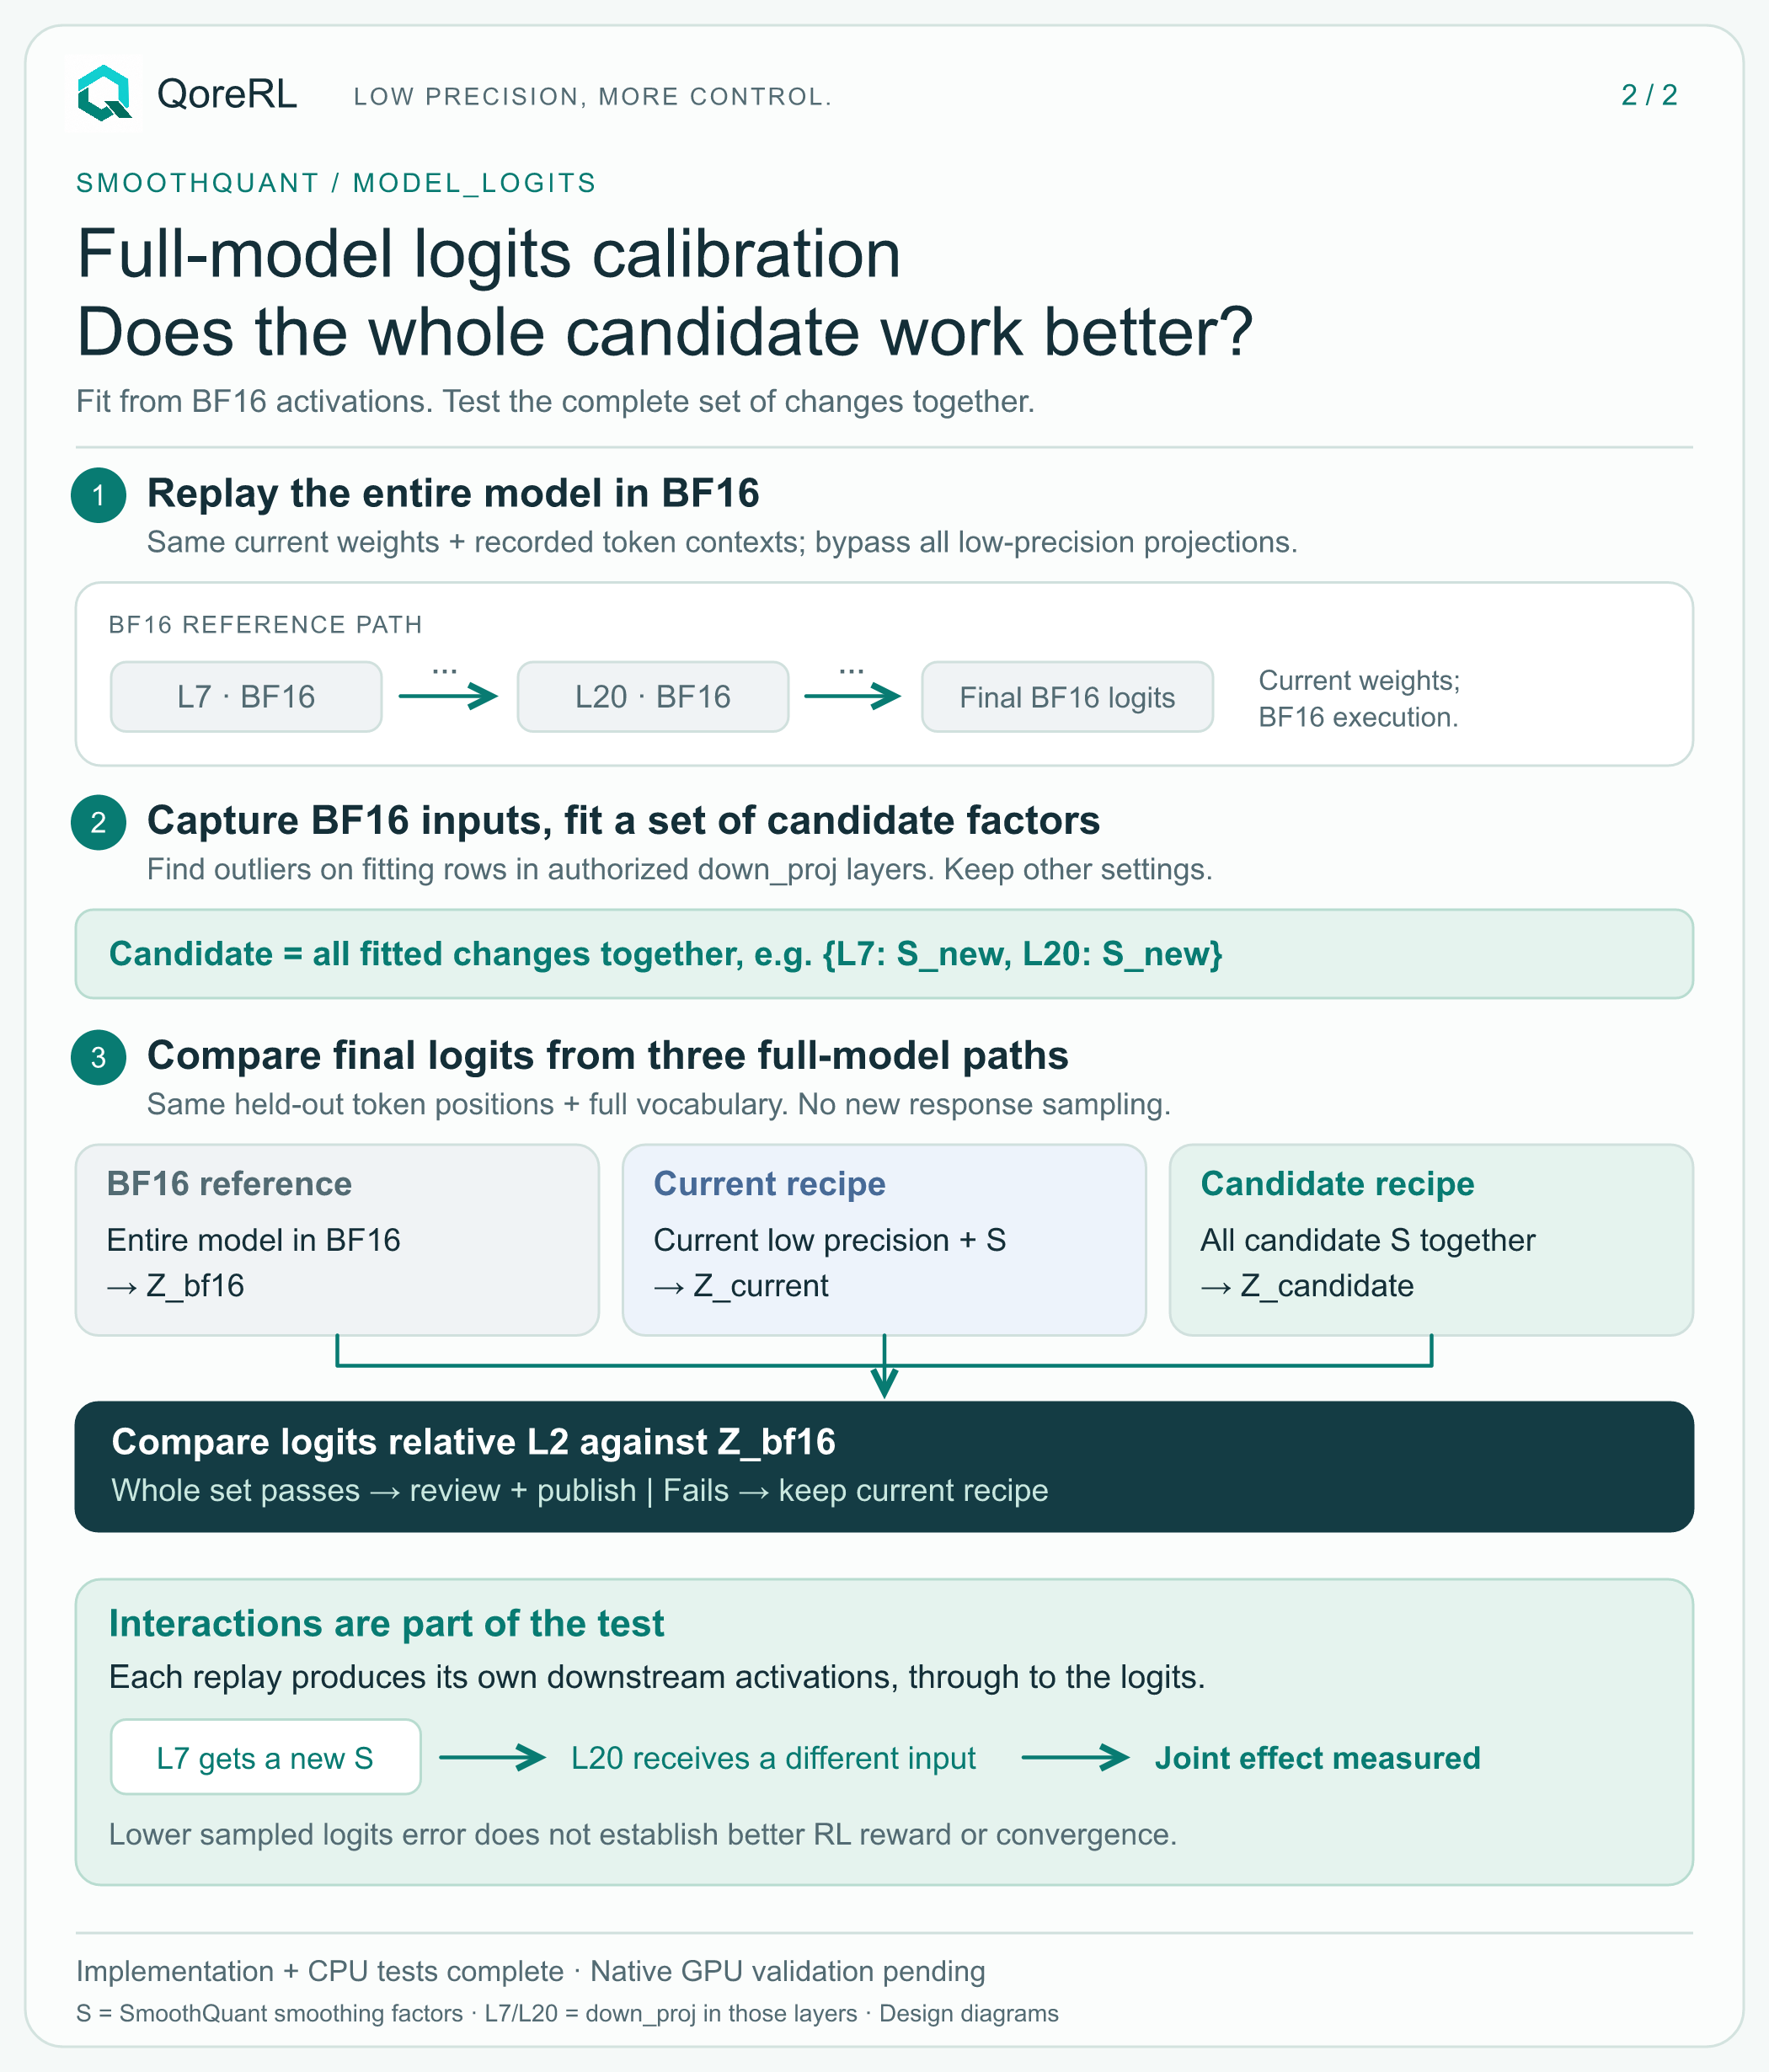 QoreRL
LOW PRECISION, MORE CONTROL.
2 / 2
SMOOTHQUANT / MODEL_LOGITS
Full-model logits calibration
Does the whole candidate work better?
Fit from BF16 activations. Test the complete set of changes together.
1
Replay the entire model in BF16
Same current weights + recorded token contexts; bypass all low-precision projections.
BF16 REFERENCE PATH
L7 · BF16
...
L20 · BF16
...
Final BF16 logits
Current weights;
BF16 execution.
2
Capture BF16 inputs, fit a set of candidate factors
Find outliers on fitting rows in authorized down_proj layers. Keep other settings.
Candidate = all fitted changes together, e.g. {L7: S_new, L20: S_new}
3
Compare final logits from three full-model paths
Same held-out token positions + full vocabulary. No new response sampling.
BF16 reference
Entire model in BF16
→ Z_bf16
Current recipe
Current low precision + S
→ Z_current
Candidate recipe
All candidate S together
→ Z_candidate
Compare logits relative L2 against Z_bf16
Whole set passes → review + publish | Fails → keep current recipe
Interactions are part of the test
Each replay produces its own downstream activations, through to the logits.
L7 gets a new S
L20 receives a different input
Joint effect measured
Lower sampled logits error does not establish better RL reward or convergence.
Implementation + CPU tests complete · Native GPU validation pending
S = SmoothQuant smoothing factors · L7/L20 = down_proj in those layers · Design diagrams